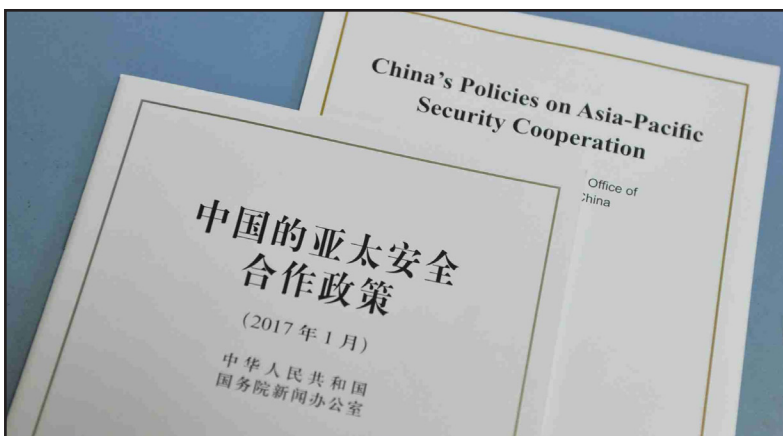 China's Policies on Asia-Pacific
Security Cooperation
Office of
China
中国的亚太安全
合作政策
(2017年1月)
中华人民共和国
国务院新闻办公室